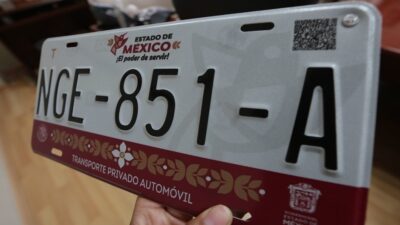 ESTADO DE
MÉXICO
¡El poder de servir!
NGE-851-A
TRANSPORTE PRIVADO AUTOMÓVIL